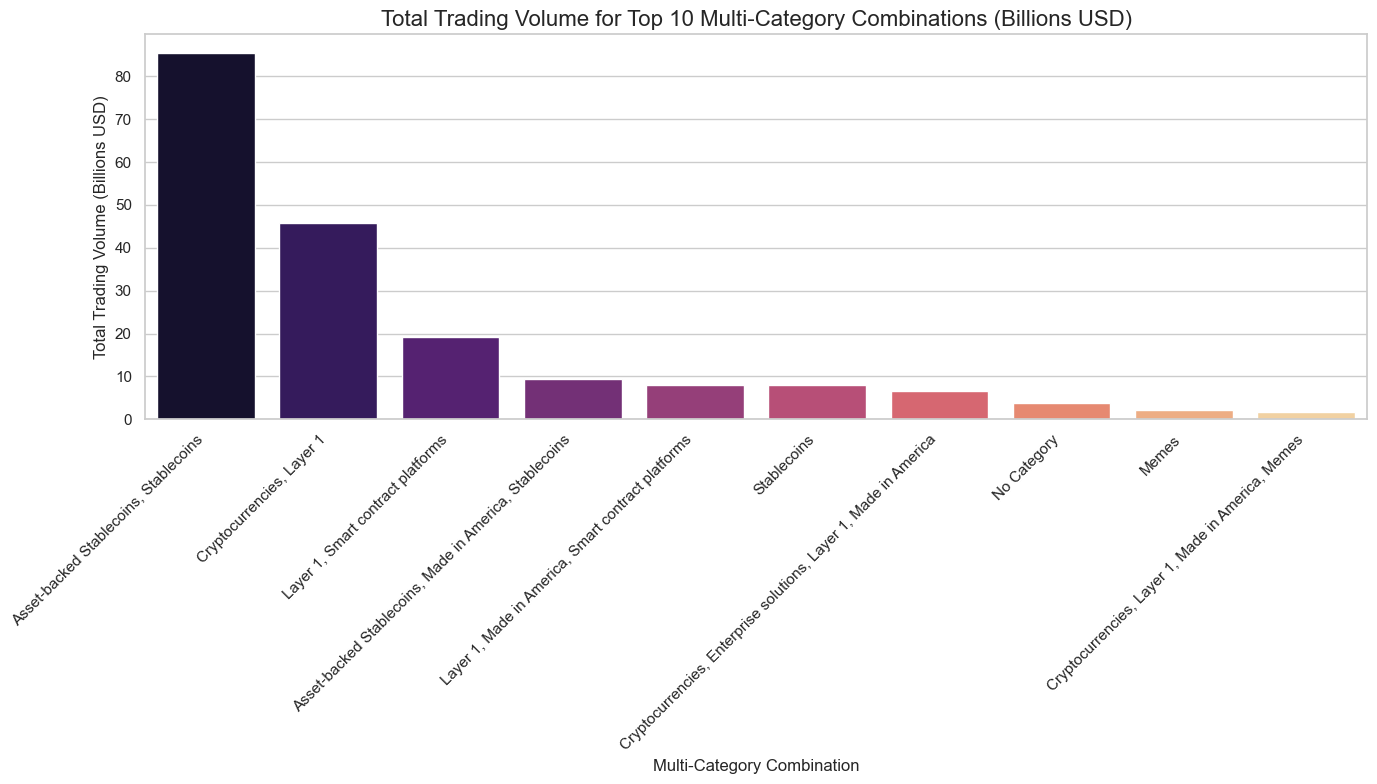 Total Trading Volume for Top 10 Multi-Category Combinations (Billions USD)
Total Trading Volume (Billions USD)
80
70
60
50
40
30
20
10
0
Asset-backed Stablecoins, Stablecoins
Cryptocurrencies, Layer 1
Layer 1, Smart contract platforms
Asset-backed Stablecoins, Made in America, Stablecoins
Layer 1, Made in America, Smart contract platforms
Stablecoins
Cryptocurrencies, Enterprise solutions, Layer 1, Made in America
No Category
Memes
Cryptocurrencies, Layer 1, Made in America, Memes
Multi-Category Combination